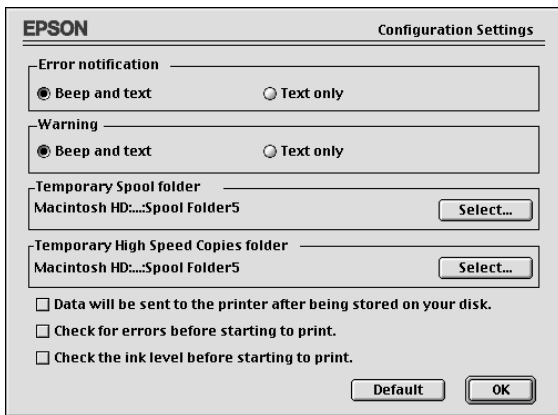 EPSON Configuration Settings
Error notification
Beep and text Text only
Warning
Beep and text Text only
Temporary Spool folder
Macintosh HD:...:Spool Folder5 Select...
Temporary High Speed Copies folder
Macintosh HD:...:Spool Folder5 Select...
Data will be sent to the printer after being stored on your disk.
Check for errors before starting to print.
Check the ink level before starting to print.
Default OK